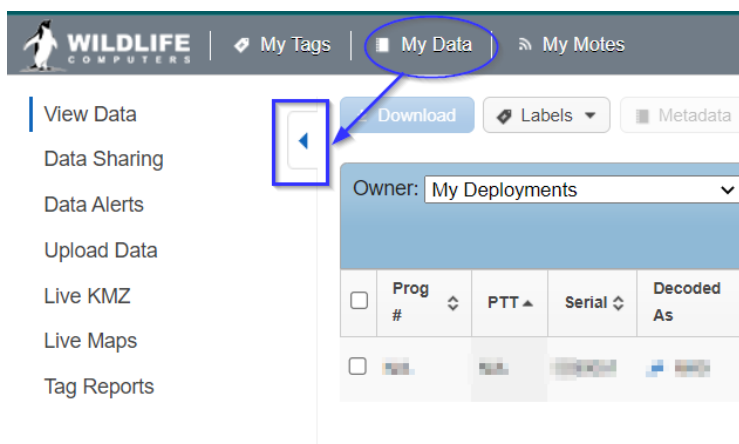 WILDLIFE
COMPUTERS
My Tags
My Data
My Motes
View Data
Data Sharing
Data Alerts
Upload Data
Live KMZ
Live Maps
Tag Reports
Download
Labels
Metadata
Owner: My Deployments
Prog #
PTT
Serial
Decoded As